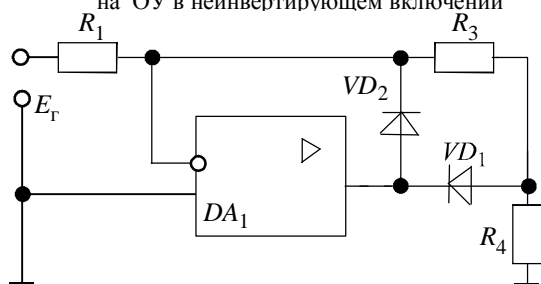 на ОУ в неинвертирующем включении
R1
R3
Eг
VD2
VD1
DA1
R4